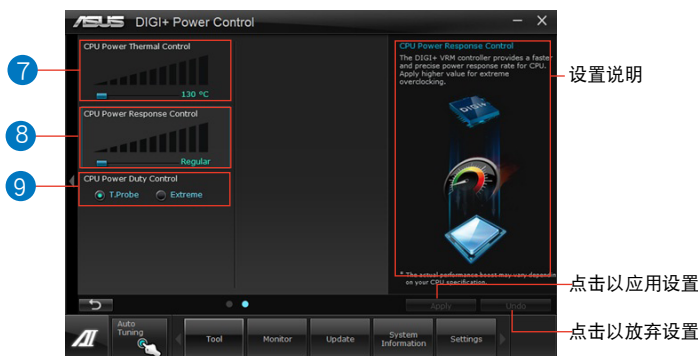 ASUS DIGI+ Power Control
7
CPU Power Thermal Control
130 ºC
8
CPU Power Response Control
Regular
9
CPU Power Duty Control
T.Probe Extreme
CPU Power Response Control
The DIGI+ VRM controller provides a faster
and precise power response rate for CPU.
Apply higher value for extreme
overclocking.
DIGI+
* The actual performance boost may vary depending
on your CPU specification.
设置说明
Apply
Undo
点击以应用设置
点击以放弃设置
AI
Auto
Tuning
Tool
Monitor
Update
System
Information
Settings